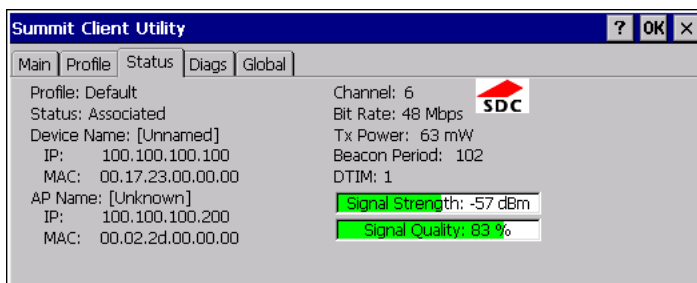 Summit Client Utility ? OK ×
Main Profile Status Diags Global
Profile: Default
Status: Associated
Device Name: [Unnamed]
IP: 100.100.100.100
MAC: 00.17.23.00.00.00
AP Name: [Unknown]
IP: 100.100.100.200
MAC: 00.02.2d.00.00.00
Channel: 6
Bit Rate: 48 Mbps
Tx Power: 63 mW
Beacon Period: 102
DTIM: 1
SDC
Signal Strength: -57 dBm
Signal Quality: 83 %